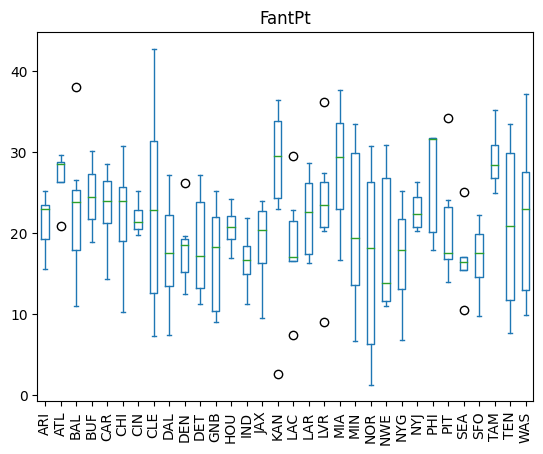 FantPt
40
30
20
10
0
ARI ATL BAL BUF CAR CHI CIN CLE DAL DEN DET GNB HOU IND JAX KAN LAC LAR LVR MIA MIN NOR NWE NYG NYJ PHI PIT SEA SFO TAM TEN WAS